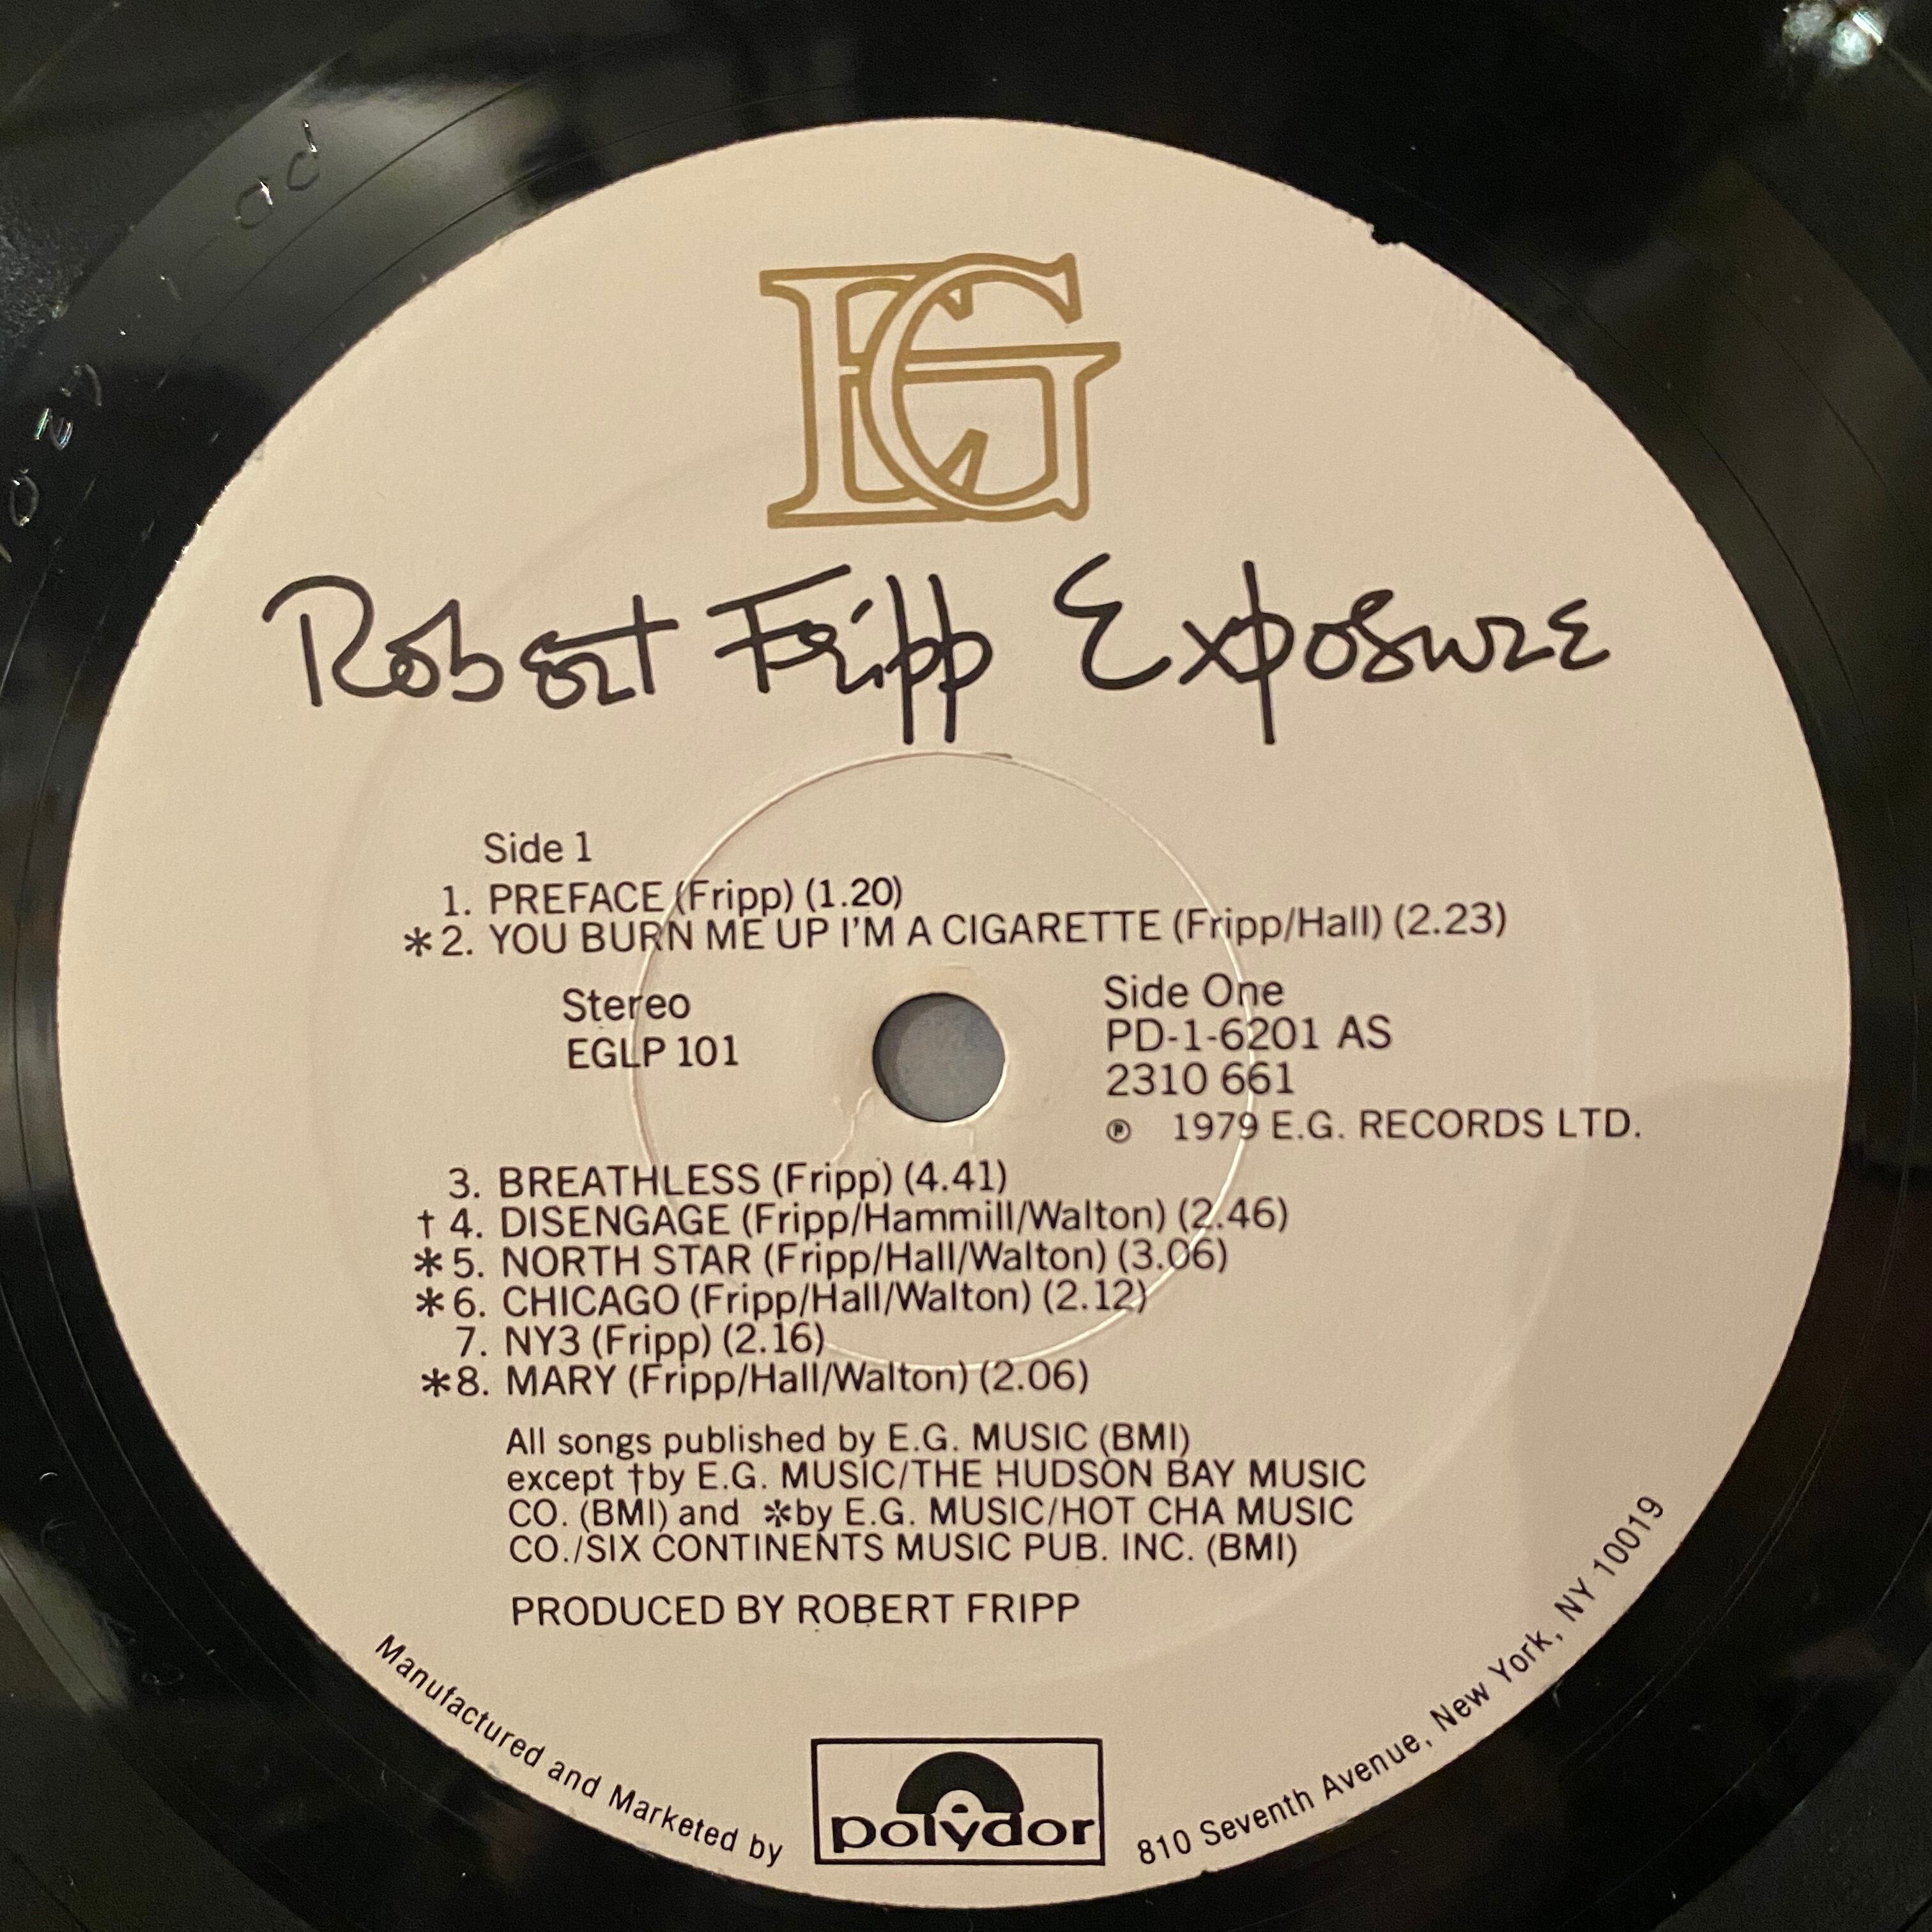 EG
Robert Fripp Exposure
Side 1
1. PREFACE (Fripp) (1.20)
*2. YOU BURN ME UP I'M A CIGARETTE (Fripp/Hall) (2.23)
Stereo
EGLP 101
Side One
PD-1-6201 AS
2310 661
℗ 1979 E.G. RECORDS LTD.
3. BREATHLESS (Fripp) (4.41)
† 4. DISENGAGE (Fripp/Hammill/Walton) (2.46)
*5. NORTH STAR (Fripp/Hall/Walton) (3.06)
*6. CHICAGO (Fripp/Hall/Walton) (2.12)
7. NY3 (Fripp) (2.16)
*8. MARY (Fripp/Hall/Walton) (2.06)
All songs published by E.G. MUSIC (BMI)
except †by E.G. MUSIC/THE HUDSON BAY MUSIC
CO. (BMI) and *by E.G. MUSIC/HOT CHA MUSIC
CO./SIX CONTINENTS MUSIC PUB. INC. (BMI)
PRODUCED BY ROBERT FRIPP
Manufactured and Marketed by
polydor
810 Seventh Avenue, New York, NY 10019